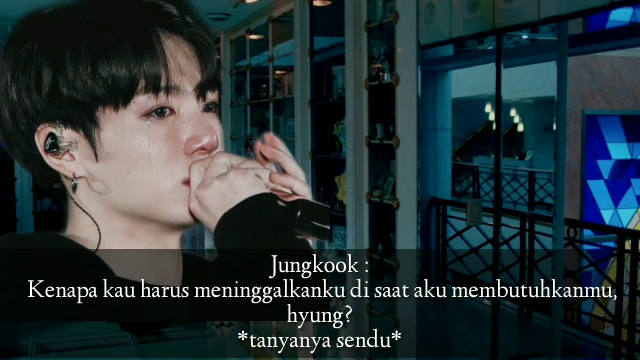 Jungkook :
Kenapa kau harus meninggalkanku di saat aku membutuhkanmu,
hyung?
*tanyanya sendu*